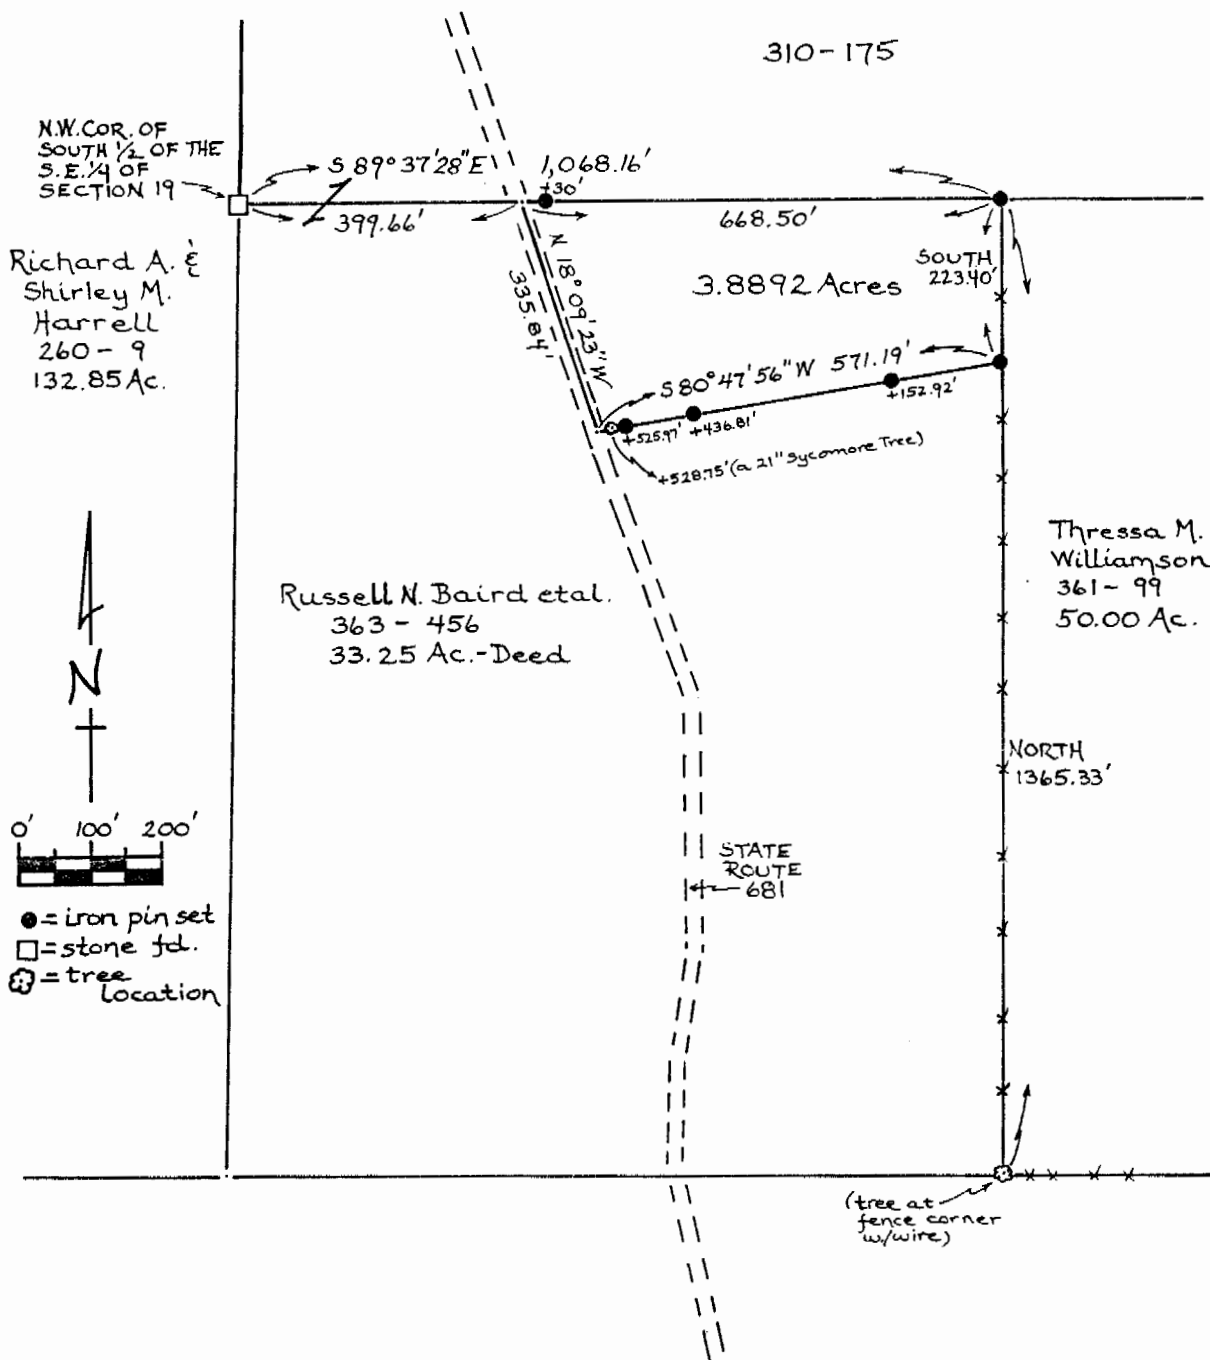 310-175
N.W. COR. OF
SOUTH 1/2 OF THE
S.E. 1/4 OF
SECTION 19
S 89° 37' 28" E 1,068.16'
+30'
399.66'
668.50'
Richard A. &
Shirley M.
Harrell
260 - 9
132.85 Ac.
N 18° 09' 23" W
335.84'
SOUTH
223.40'
3.8892 Acres
S 80° 47' 56" W 571.19'
+152.92'
+436.81'
+525.97'
+528.75' (a 21" Sycomore Tree)
Thressa M.
Williamson
361 - 99
50.00 Ac.
Russell N. Baird etal.
363 - 456
33.25 Ac.-Deed
N
NORTH
1365.33'
0' 100' 200'
STATE
ROUTE
681
= iron pin set
= stone fd.
= tree
location
(tree at
fence corner
w/wire)